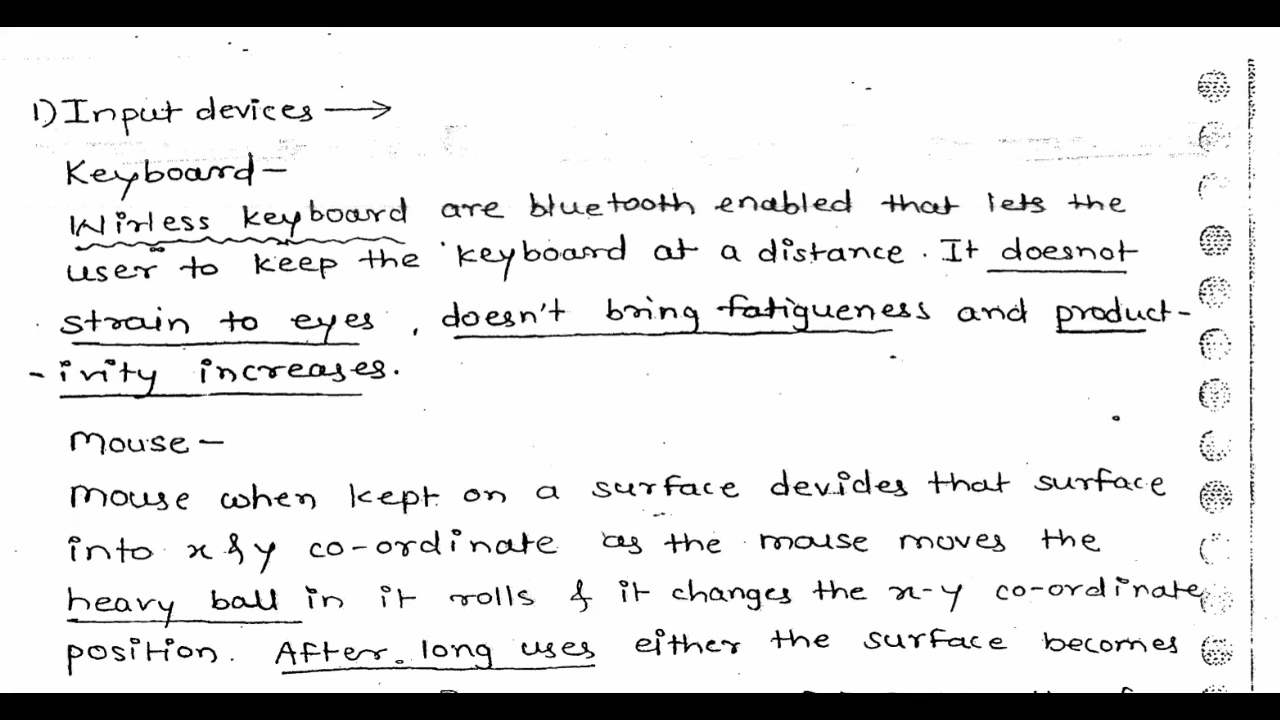 1) Input devices →
Keyboard-
Wirless keyboard are bluetooth enabled that lets the
user to keep the keyboard at a distance. It doesnot
strain to eyes, doesn't bring fatigueness and product-
-ivity increases.
Mouse-
Mouse when kept on a surface devides that surface
into x & y co-ordinate as the mouse moves the
heavy ball in it rolls & it changes the x-y co-ordinate
position. After long uses either the surface becomes